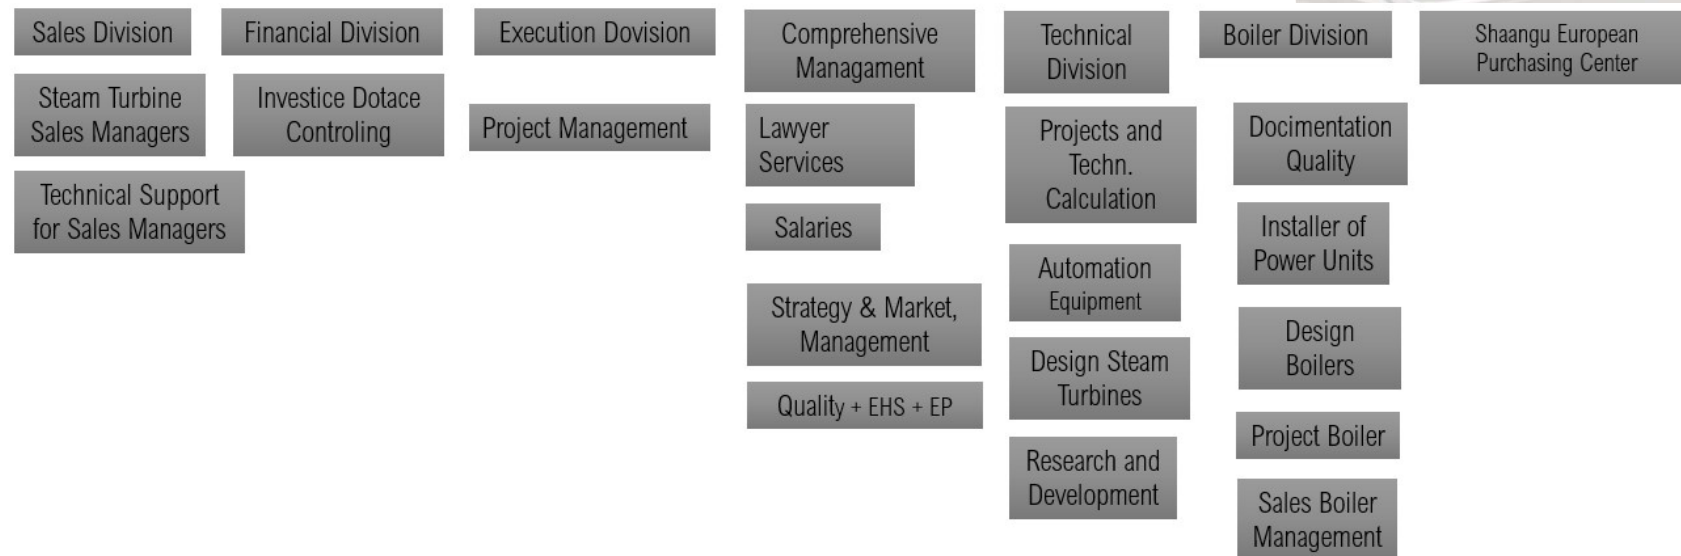 Sales Division
Steam Turbine
Sales Managers
Technical Support
for Sales Managers
Financial Division
Investice Dotace
Controling
Execution Dovision
Project Management
Comprehensive
Managament
Lawyer
Services
Salaries
Strategy & Market,
Management
Quality + EHS + EP
Technical
Division
Projects and
Techn.
Calculation
Automation
Equipment
Design Steam
Turbines
Research and
Development
Boiler Division
Docimentation
Quality
Installer of
Power Units
Design
Boilers
Project Boiler
Sales Boiler
Management
Shaangu European
Purchasing Center